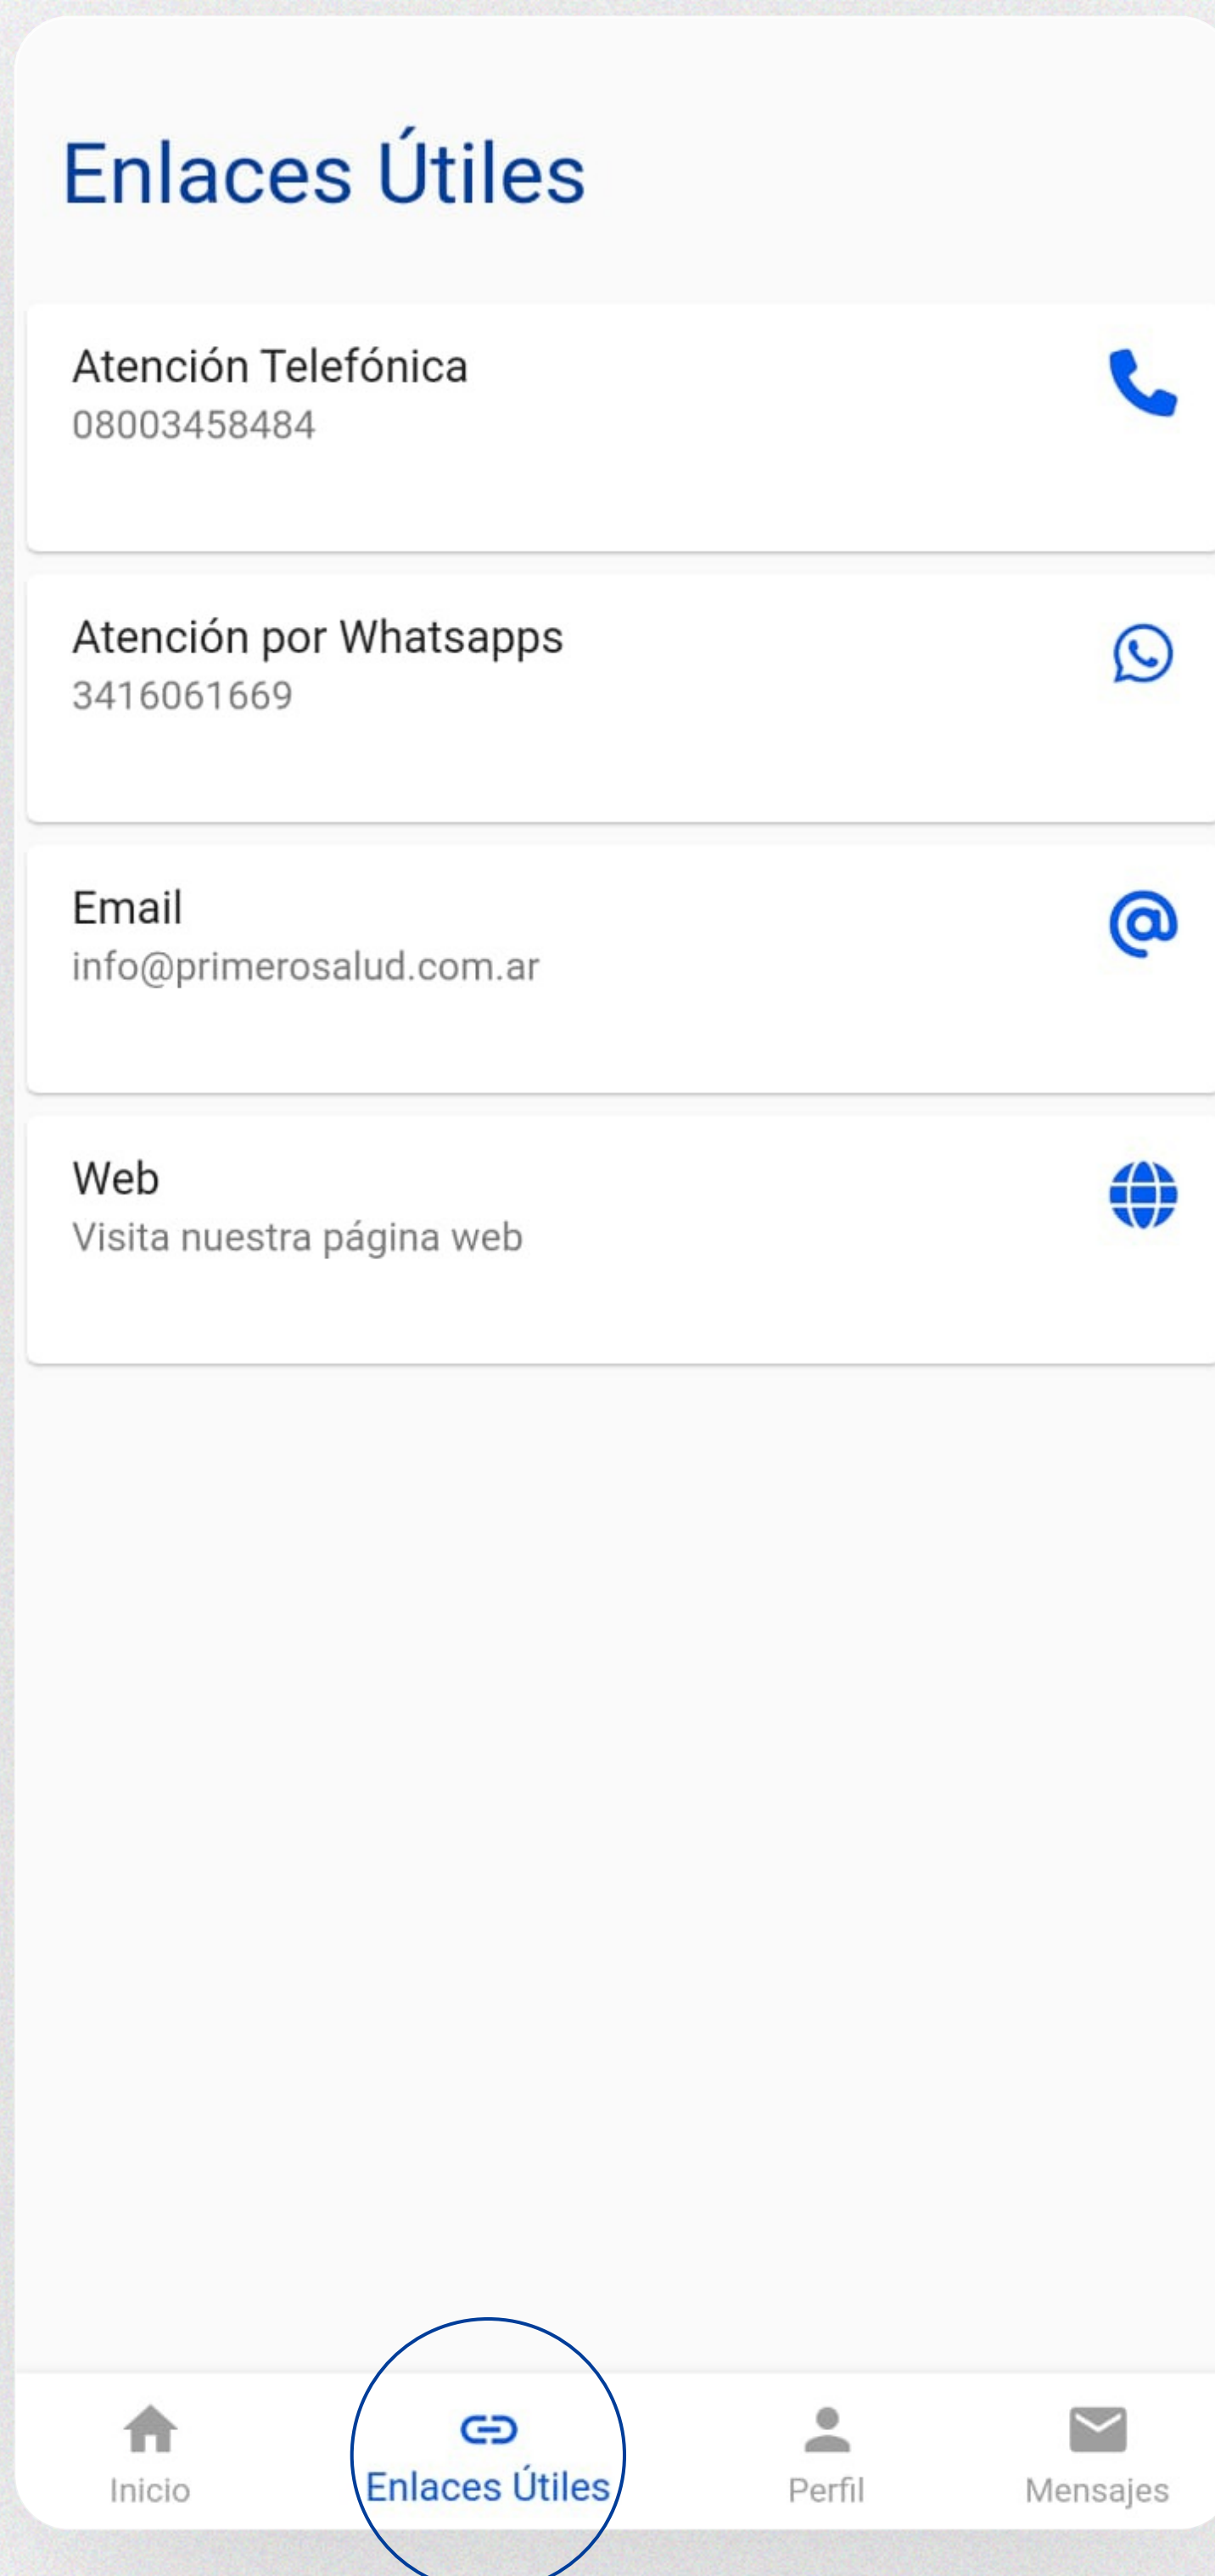 Enlaces Útiles
Atención Telefónica
08003458484
Atención por Whatsapps
3416061669
Email
info@primerosalud.com.ar
Web
Visita nuestra página web
Inicio
Enlaces Útiles
Perfil
Mensajes